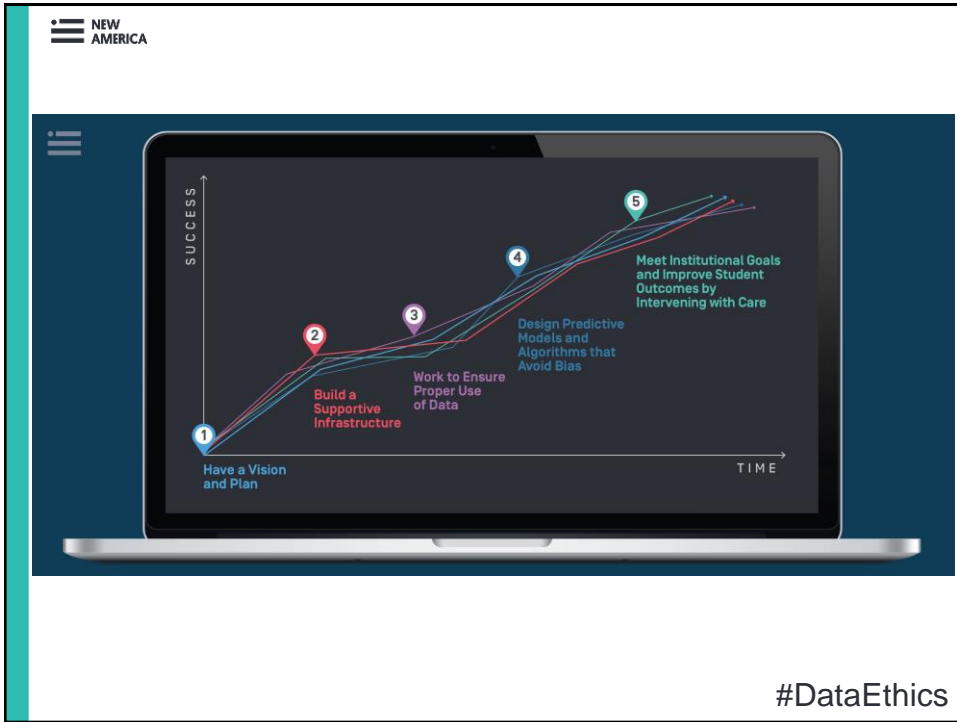 NEW
AMERICA
SUCCESS
5
4
Meet Institutional Goals
and Improve Student
Outcomes by
Intervening with Care
3
Design Predictive
Models and
Algorithms that
Avoid Bias
2
Work to Ensure
Proper Use
of Data
Build a
Supportive
Infrastructure
1
Have a Vision
and Plan
TIME
#DataEthics